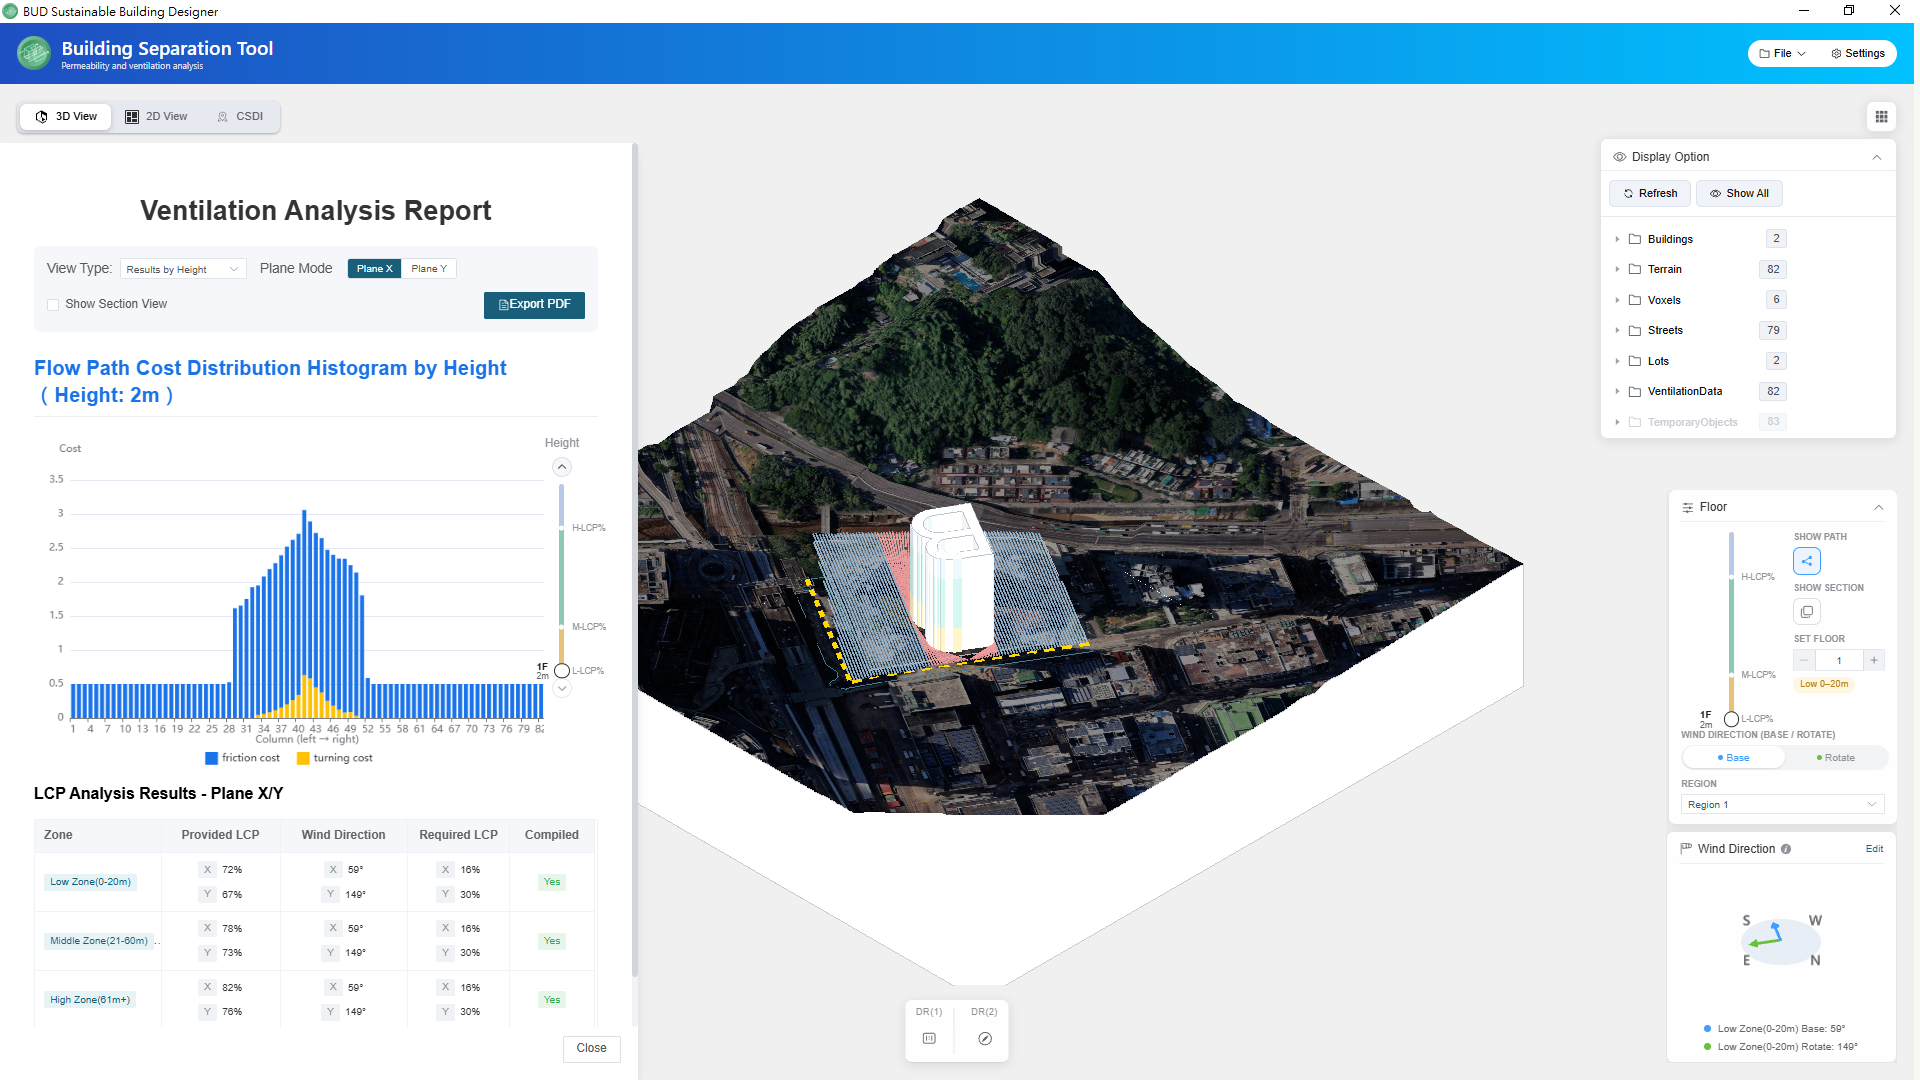 BUD Sustainable Building Designer
Building Separation Tool
Permeability and ventilation analysis
File
Settings
3D View
2D View
CSDI
Ventilation Analysis Report
View Type: Results by Height Plane Mode Plane X Plane Y
Show Section View
Export PDF
Flow Path Cost Distribution Histogram by Height
( Height: 2m )
Cost
Height
3.5
3
2.5
2
1.5
1
0.5
0
1 4 7 10 13 16 19 22 25 28 31 34 37 40 43 46 49 52 55 58 61 64 67 70 73 76 79 82
Column (left → right)
friction cost
turning cost
H-LCP%
M-LCP%
1F
2m
L-LCP%
LCP Analysis Results - Plane X/Y
Zone Provided LCP Wind Direction Required LCP Compiled
Low Zone(0-20m)
X 72% X 59° X 16%
Y 67% Y 149° Y 30%
Yes
Middle Zone(21-60m) ..
X 78% X 59° X 16%
Y 73% Y 149° Y 30%
Yes
High Zone(61m+)
X 82% X 59° X 16%
Y 76% Y 149° Y 30%
Yes
Close
DR(1)
DR(2)
Display Option
Refresh
Show All
Buildings 2
Terrain 82
Voxels 6
Streets 79
Lots 2
VentilationData 82
TemporaryObjects 83
Floor
SHOW PATH
H-LCP%
SHOW SECTION
SET FLOOR
1
M-LCP%
Low 0–20m
1F
2m
L-LCP%
WIND DIRECTION (BASE / ROTATE)
Base
Rotate
REGION
Region 1
Wind Direction
Edit
S W
E N
Low Zone(0-20m) Base: 59°
Low Zone(0-20m) Rotate: 149°